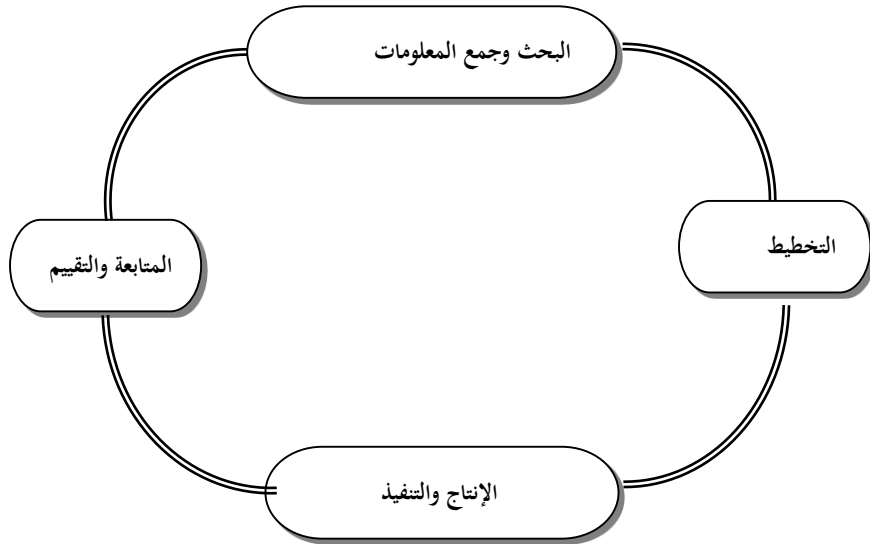 البحث وجمع المعلومات
التخطيط
المتابعة والتقييم
الإنتاج والتنفيذ